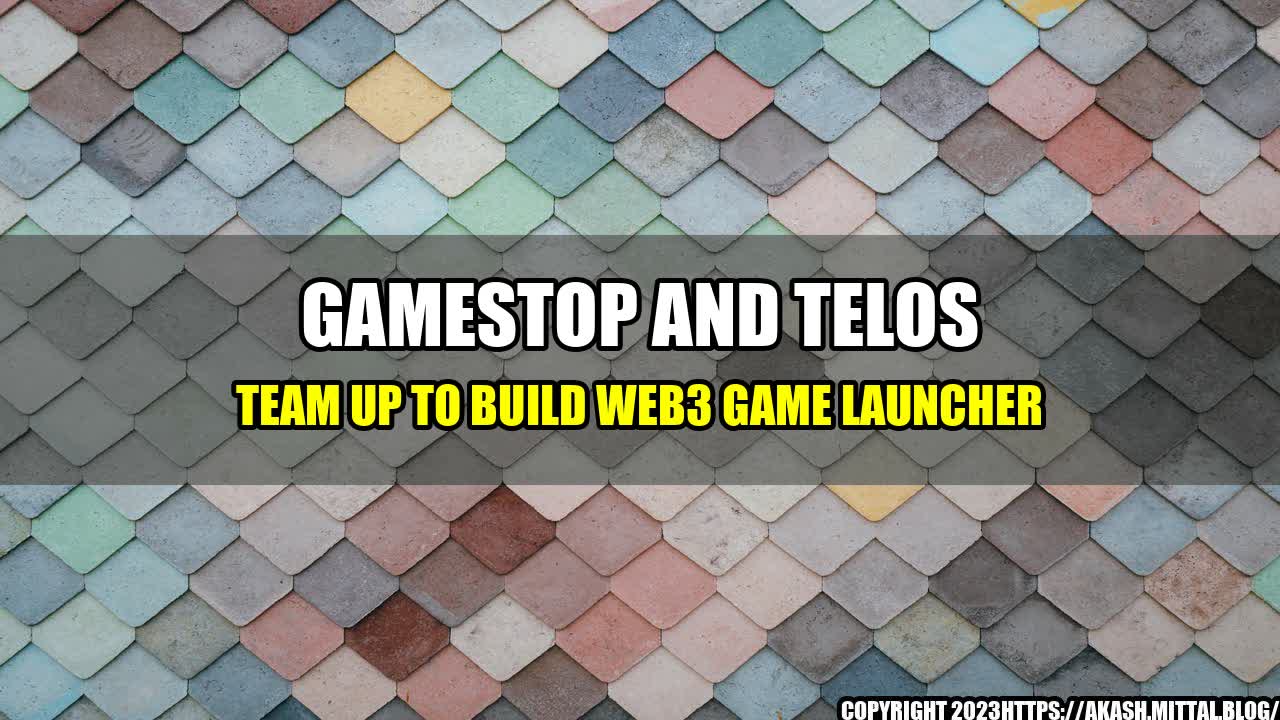 GAMESTOP AND TELOS
TEAM UP TO BUILD WEB3 GAME LAUNCHER
COPYRIGHT 2023HTTPS://AKASH.MITTAL.BLOG/